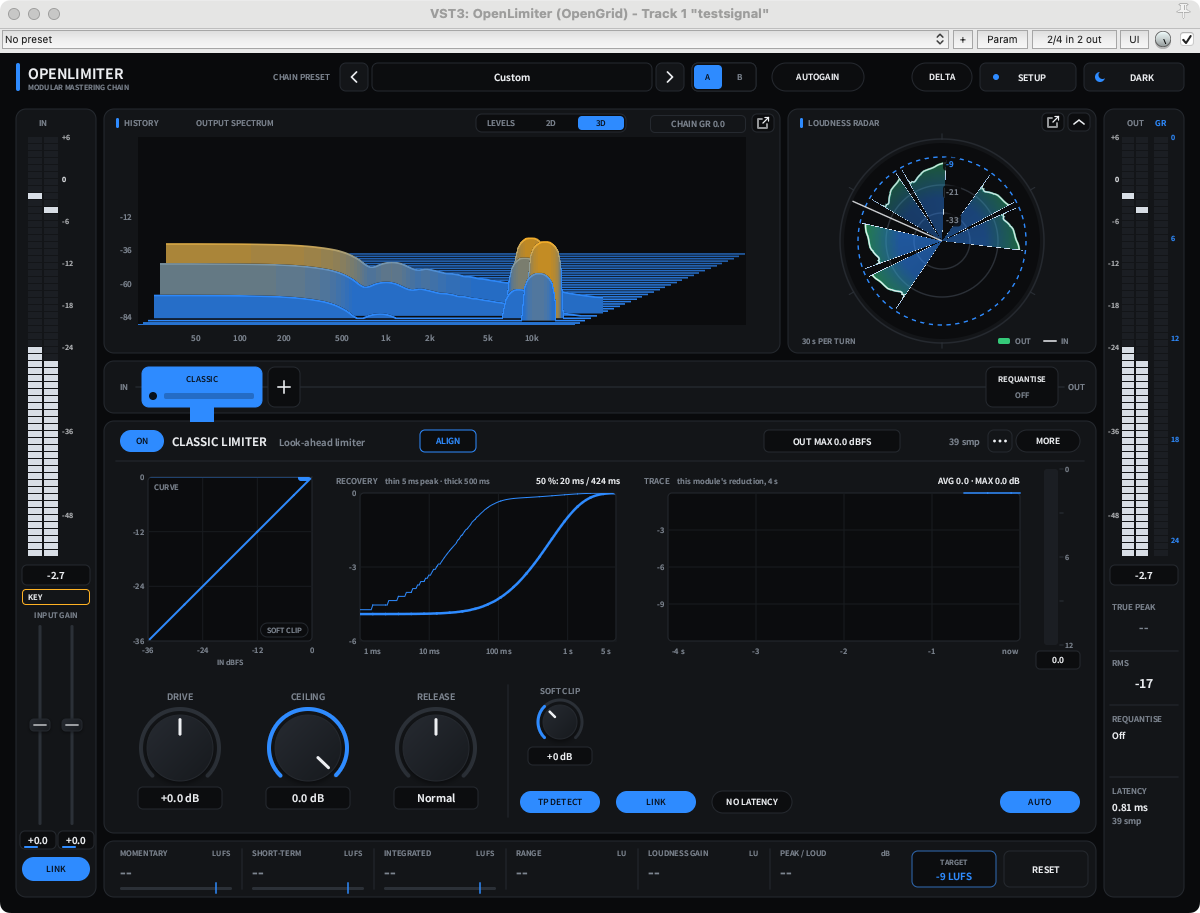 VST3: OpenLimiter (OpenGrid) - Track 1 "testsignal"
No preset
+
Param
2/4 in 2 out
UI
OPENLIMITER
MODULAR MASTERING CHAIN
CHAIN PRESET
Custom
A
B
AUTOGAIN
DELTA
SETUP
DARK
IN
+6
0
-6
-12
-18
-24
-36
-48
-2.7
KEY
INPUT GAIN
+0.0
+0.0
LINK
HISTORY
OUTPUT SPECTRUM
LEVELS
2D
3D
CHAIN GR 0.0
-12
-36
-60
-84
50
100
200
500
1k
2k
5k
10k
LOUDNESS RADAR
-9
-21
-33
30 s PER TURN
OUT
IN
IN
CLASSIC
+
REQUANTISE
OFF
OUT
ON
CLASSIC LIMITER
Look-ahead limiter
ALIGN
OUT MAX 0.0 dBFS
39 smp
•••
MORE
CURVE
0
-12
-24
-36
-36
-24
-12
0
IN dBFS
SOFT CLIP
RECOVERY
thin 5 ms peak · thick 500 ms
50 %: 20 ms / 424 ms
0
-3
-6
1 ms
10 ms
100 ms
1 s
5 s
TRACE
this module's reduction, 4 s
AVG 0.0 · MAX 0.0 dB
-3
-6
-9
-4 s
-3
-2
-1
now
0
6
12
0.0
DRIVE
+0.0 dB
CEILING
0.0 dB
RELEASE
Normal
SOFT CLIP
+0 dB
TP DETECT
LINK
NO LATENCY
AUTO
MOMENTARY
LUFS
--
SHORT-TERM
LUFS
--
INTEGRATED
LUFS
--
RANGE
LU
--
LOUDNESS GAIN
LU
--
PEAK / LOUD
dB
--
TARGET
-9 LUFS
RESET
OUT
GR
+6
0
-6
-12
-18
-24
-36
-48
0
6
12
18
24
-2.7
TRUE PEAK
--
RMS
-17
REQUANTISE
Off
LATENCY
0.81 ms
39 smp